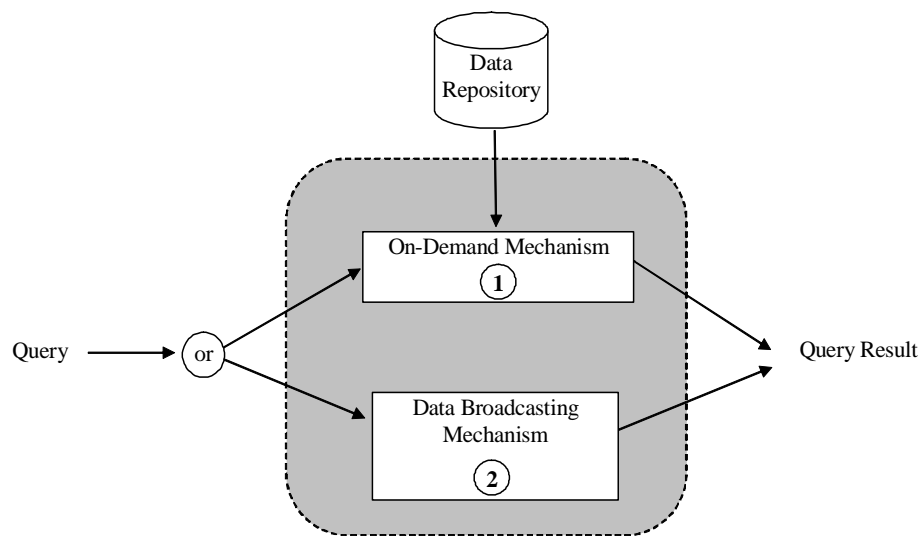 Data
Repository
On-Demand Mechanism
1
Query
or
Query Result
Data Broadcasting
Mechanism
2